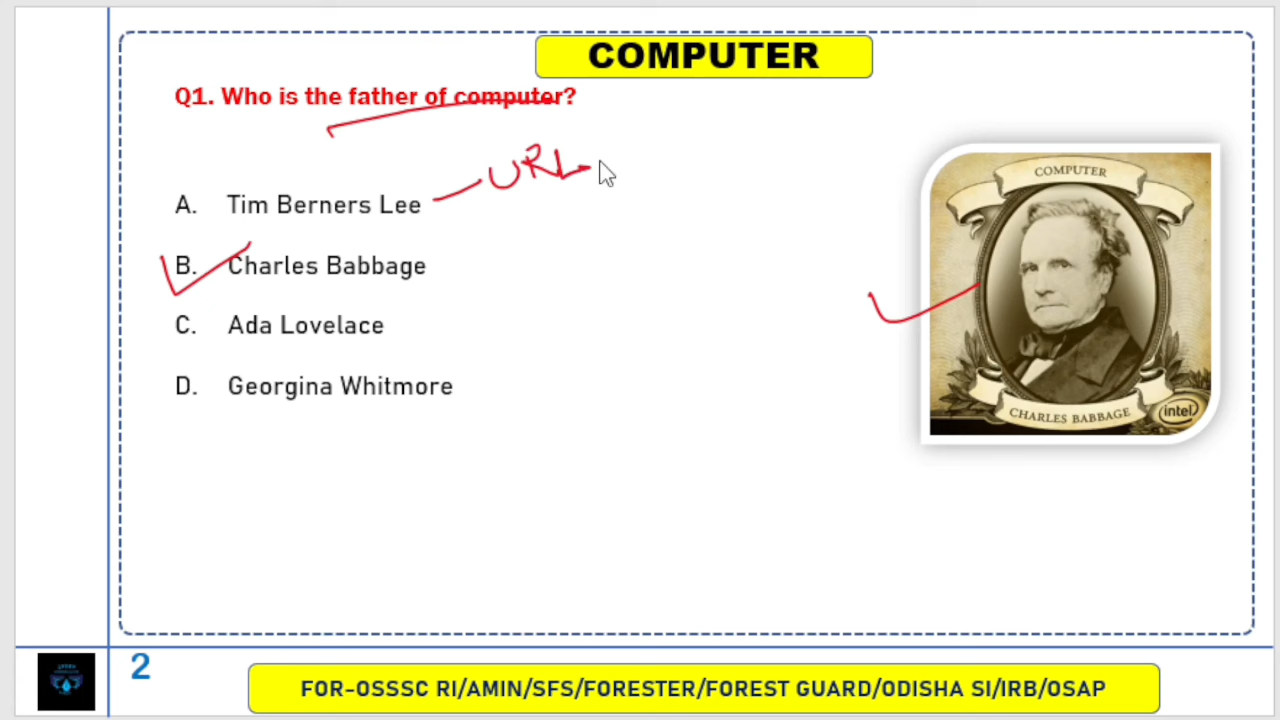 COMPUTER
Q1. Who is the father of computer?
URL
A. Tim Berners Lee
B. Charles Babbage
C. Ada Lovelace
D. Georgina Whitmore
COMPUTER
CHARLES BABBAGE
intel
2
FOR-OSSSC RI/AMIN/SFS/FORESTER/FOREST GUARD/ODISHA SI/IRB/OSAP